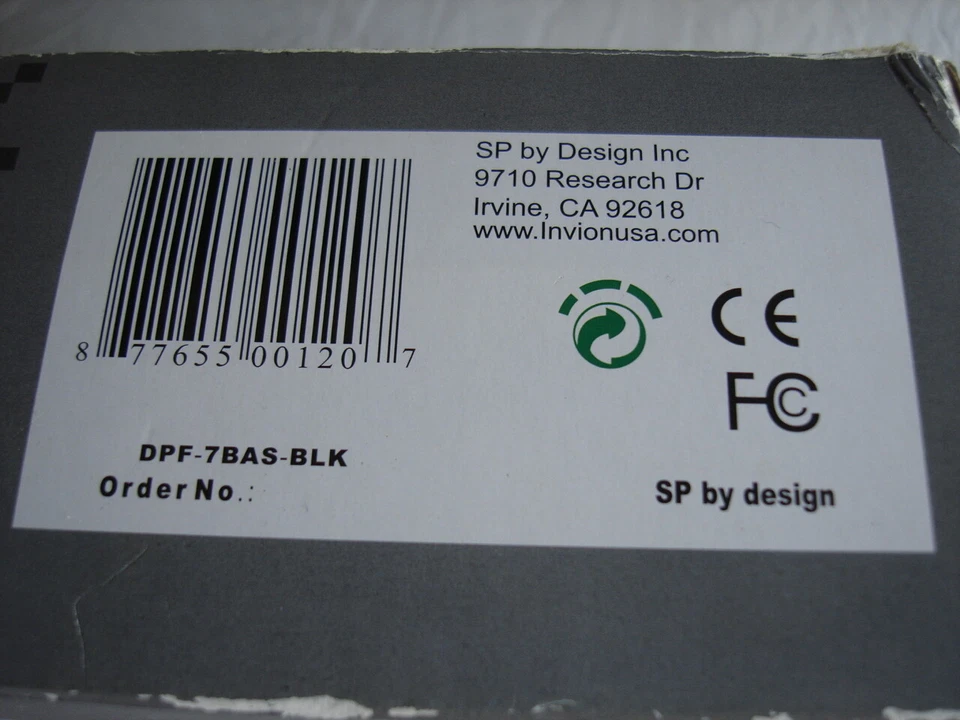 SP by Design Inc
9710 Research Dr
Irvine, CA 92618
www.Invionusa.com
8 77655 00120 7
CE
FC
DPF-7BAS-BLK
Order No.:
SP by design